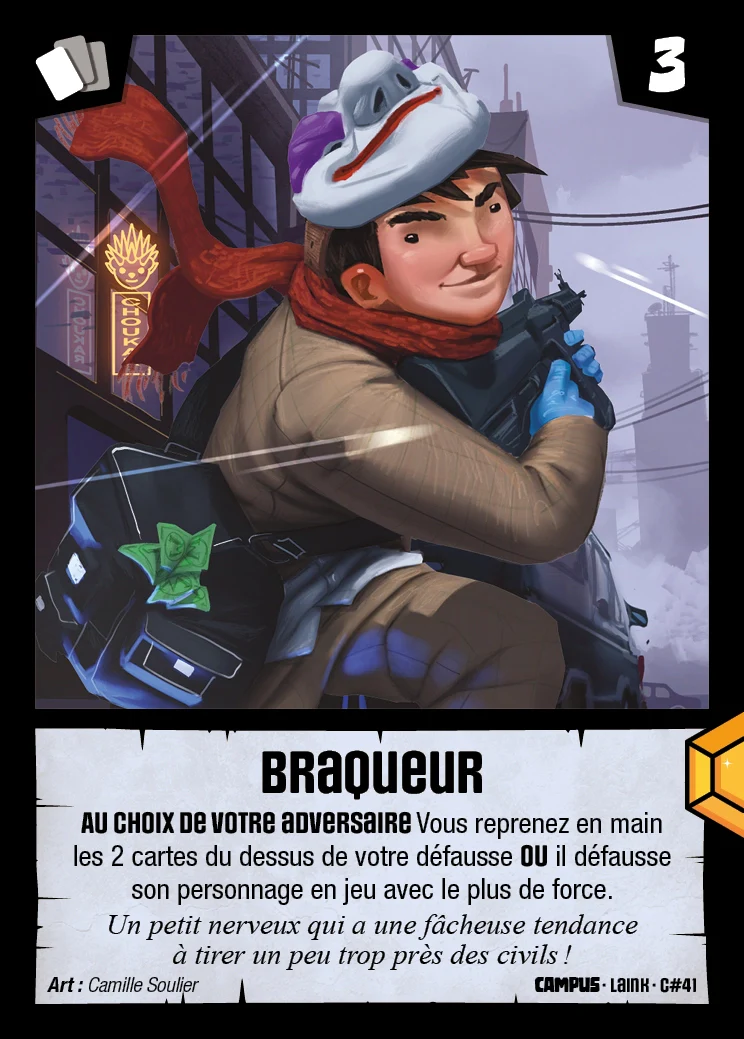 3
CHOUKA
BRAQUEUR
AU CHOIX DE VOTRE ADVERSAIRE Vous reprenez en main
les 2 cartes du dessus de votre défausse OU il défausse
son personnage en jeu avec le plus de force.
Un petit nerveux qui a une fâcheuse tendance
à tirer un peu trop près des civils !
Art : Camille Soulier
CAMPUS · LAINK · C#41